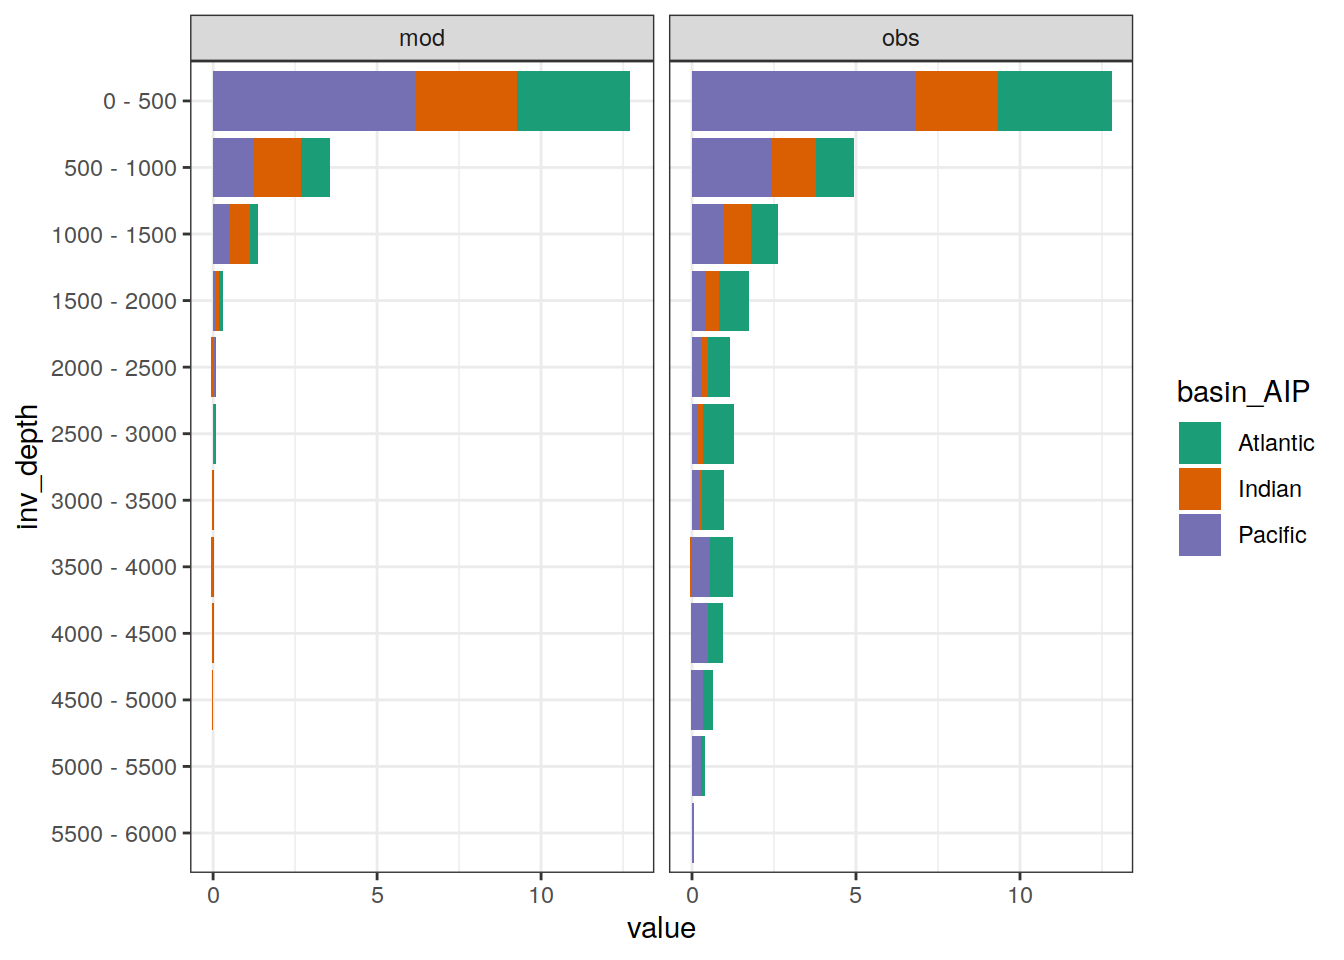 mod
obs
0 - 500
500 - 1000
1000 - 1500
1500 - 2000
2000 - 2500
2500 - 3000
3000 - 3500
3500 - 4000
4000 - 4500
4500 - 5000
5000 - 5500
5500 - 6000
inv_depth
0
5
10
0
5
10
value
basin_AIP
Atlantic
Indian
Pacific